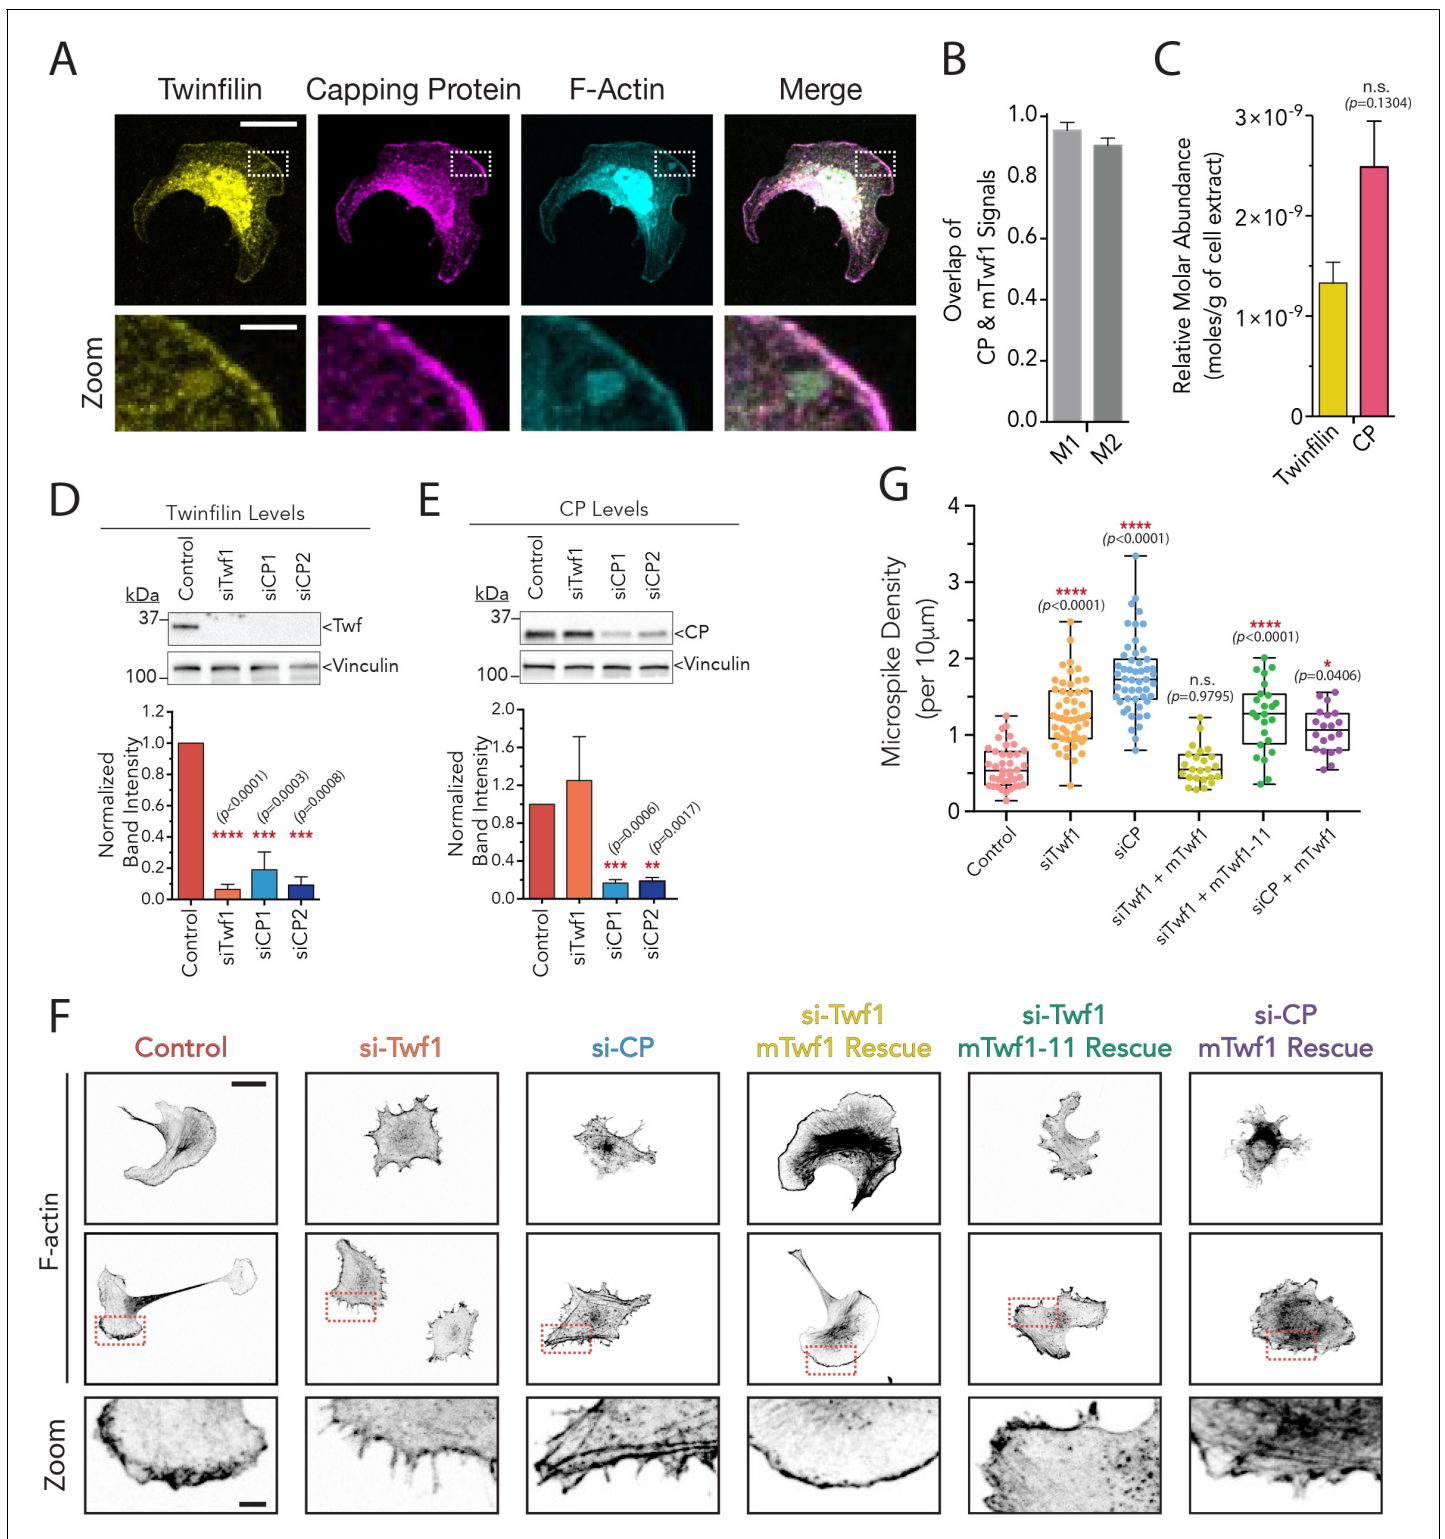 A
Twinfilin
Capping Protein
F-Actin
Merge
Zoom
B
Overlap of
CP & mTwf1 Signals
1.0
0.8
0.6
0.4
0.2
0.0
M1
M2
C
Relative Molar Abundance
(moles/g of cell extract)
n.s.
(p=0.1304)
3×10-9
2×10-9
1×10-9
0
Twinfilin
CP
D
Twinfilin Levels
Control
siTwf1
siCP1
siCP2
kDa
37
<Twf
100
<Vinculin
Normalized
Band Intensity
1.2
1.0
0.8
0.6
0.4
0.2
0.0
(p<0.0001)
(p=0.0003)
(p=0.0008)
****
***
***
Control
siTwf1
siCP1
siCP2
E
CP Levels
Control
siTwf1
siCP1
siCP2
kDa
37
<CP
100
<Vinculin
Normalized
Band Intensity
2.0
1.6
1.2
0.8
0.4
0.0
(p=0.0006)
(p=0.0017)
***
**
Control
siTwf1
siCP1
siCP2
G
Microspike Density
(per 10μm)
4
3
2
1
0
****
(p<0.0001)
****
(p<0.0001)
n.s.
(p=0.9795)
****
(p<0.0001)
*
(p=0.0406)
Control
siTwf1
siCP
siTwf1 + mTwf1
siTwf1 + mTwf1-11
siCP + mTwf1
F
Control
si-Twf1
si-CP
si-Twf1
mTwf1 Rescue
si-Twf1
mTwf1-11 Rescue
si-CP
mTwf1 Rescue
F-actin
Zoom